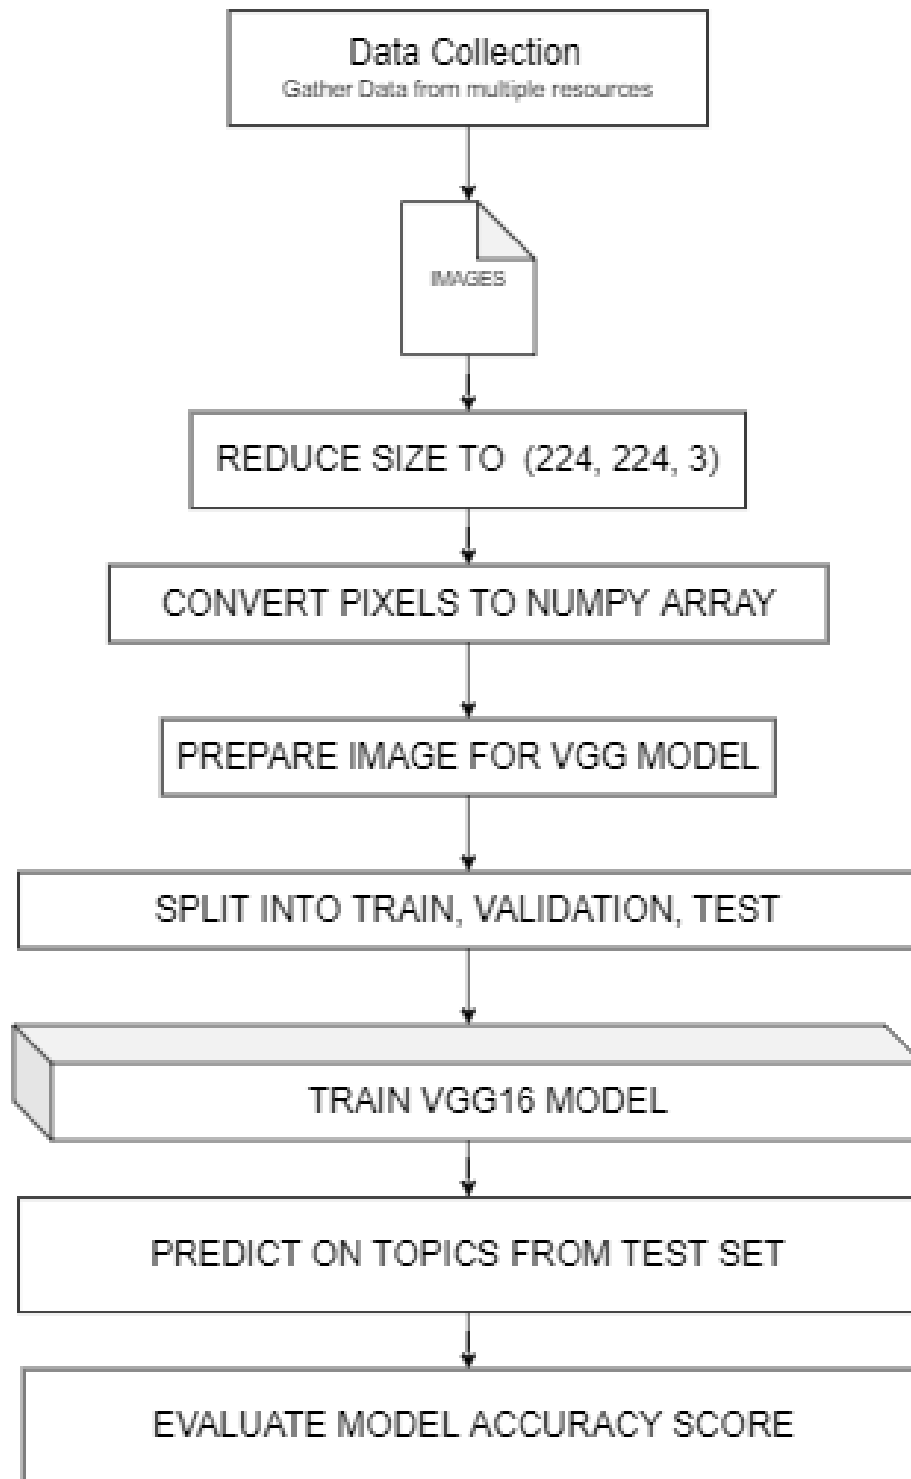 Data Collection
Gather Data from multiple resources
IMAGES
REDUCE SIZE TO (224, 224, 3)
CONVERT PIXELS TO NUMPY ARRAY
PREPARE IMAGE FOR VGG MODEL
SPLIT INTO TRAIN, VALIDATION, TEST
TRAIN VGG16 MODEL
PREDICT ON TOPICS FROM TEST SET
EVALUATE MODEL ACCURACY SCORE